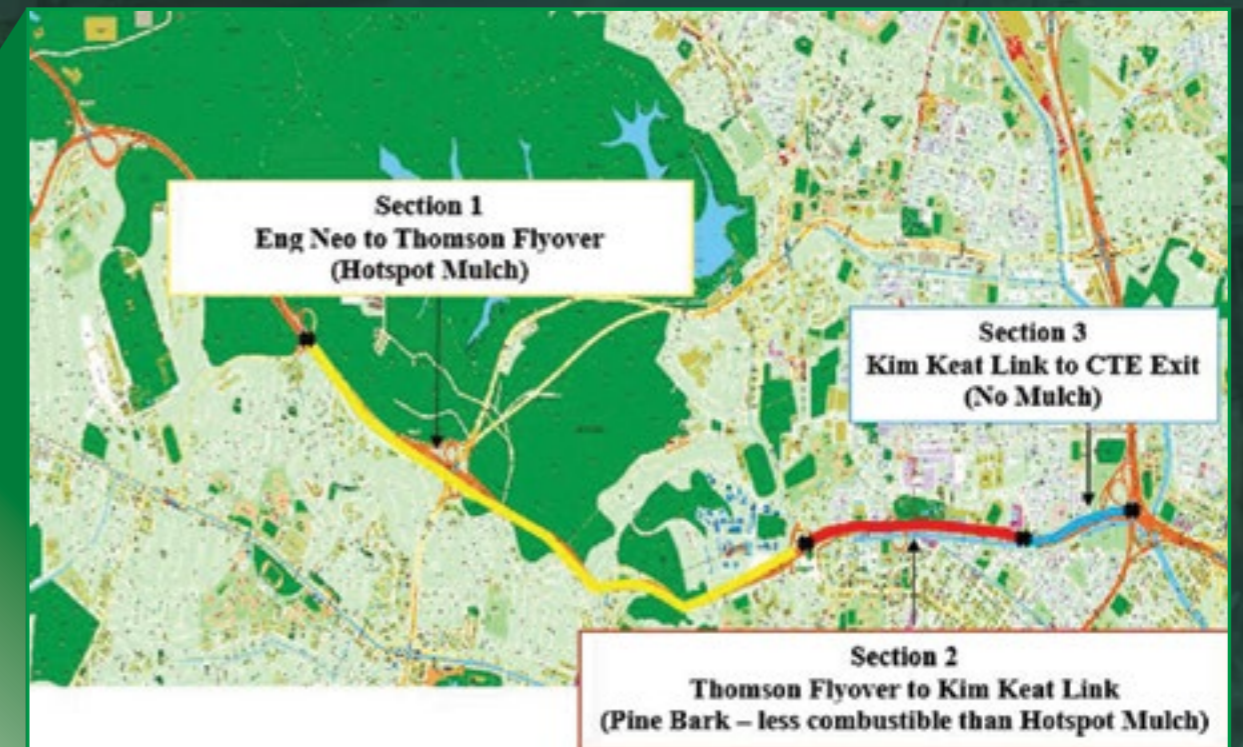 Section 1
Eng Neo to Thomson Flyover
(Hotspot Mulch)
Section 3
Kim Keat Link to CTE Exit
(No Mulch)
Section 2
Thomson Flyover to Kim Keat Link
(Pine Bark – less combustible than Hotspot Mulch)